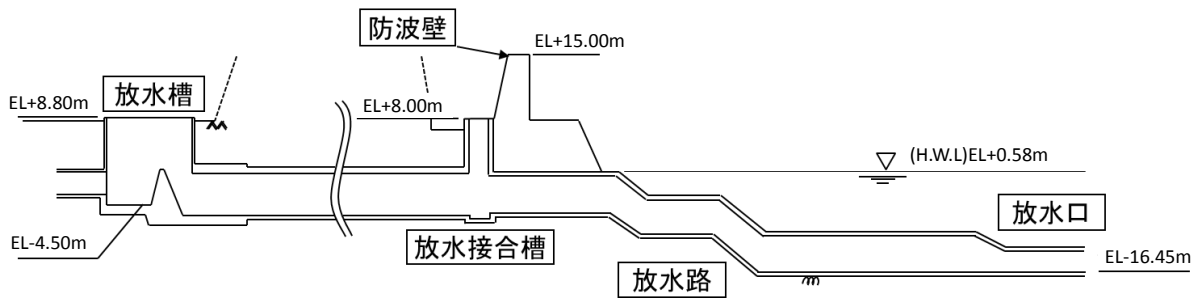 防波壁
EL+15.00m
放水槽
EL+8.80m
EL+8.00m
(H.W.L)EL+0.58m
放水口
EL-4.50m
放水接合槽
EL-16.45m
放水路